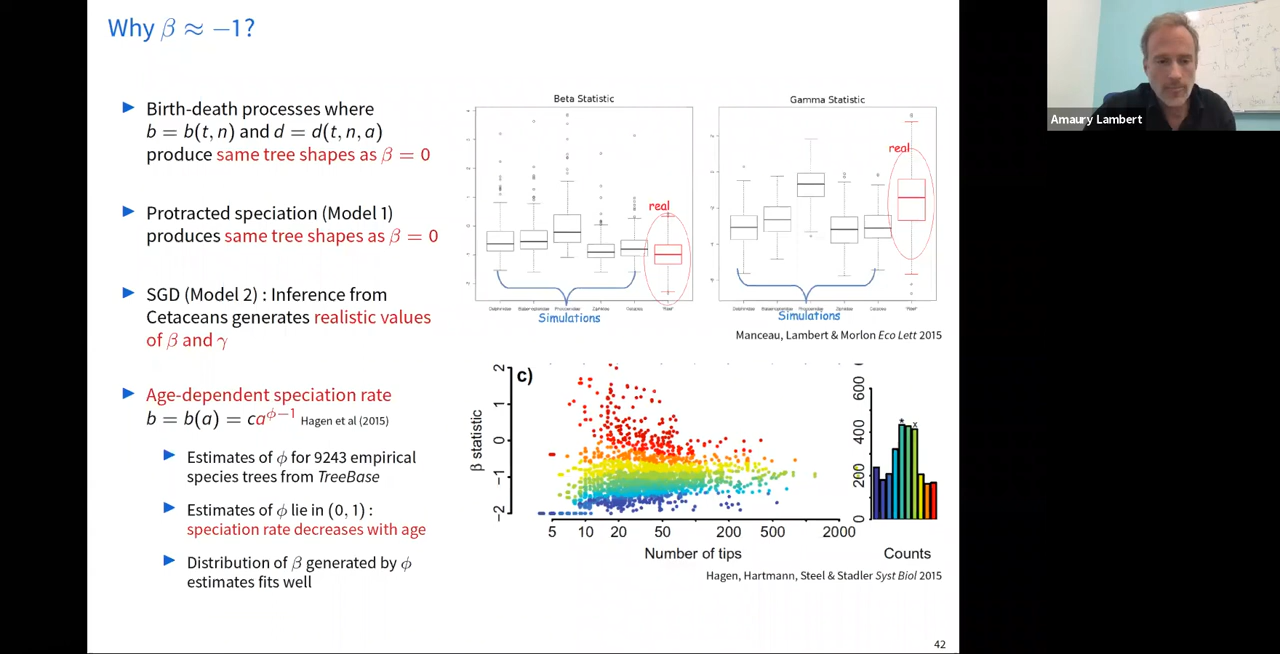 Why β ≈ −1?
Birth-death processes where
b = b(t, n) and d = d(t, n, a)
produce same tree shapes as β = 0
Protracted speciation (Model 1)
produces same tree shapes as β = 0
SGD (Model 2) : Inference from
Cetaceans generates realistic values
of β and γ
Age-dependent speciation rate
b = b(a) = ca^{ϕ−1} Hagen et al (2015)
Estimates of ϕ for 9243 empirical
species trees from TreeBase
Estimates of ϕ lie in (0, 1) :
speciation rate decreases with age
Distribution of β generated by ϕ
estimates fits well
Beta Statistic
real
Simulations
Gamma Statistic
real
Simulations
Manceau, Lambert & Morlon Eco Lett 2015
c)
β statistic
2
1
0
−1
−2
5 10 20 50 200 500 2000
Number of tips
600
400
200
0
* x
Counts
Hagen, Hartmann, Steel & Stadler Syst Biol 2015
42
Amaury Lambert